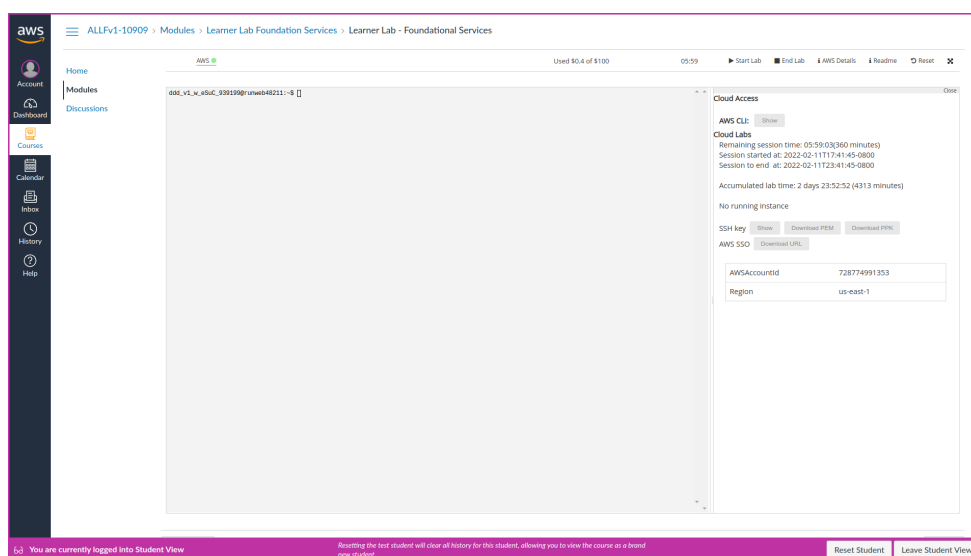 aws
ALLFv1-10909 > Modules > Learner Lab Foundation Services > Learner Lab - Foundational Services
Account
Dashboard
Courses
Calendar
Inbox
History
Help
Home
Modules
Discussions
AWS
Used $0.4 of $100
05:59
Start Lab
End Lab
AWS Details
Readme
Reset
ddd_v1_w_eSuC_939199@runweb48211:~$
Close
Cloud Access
AWS CLI: Show
Cloud Labs
Remaining session time: 05:59:03(360 minutes)
Session started at: 2022-02-11T17:41:45-0800
Session to end at: 2022-02-11T23:41:45-0800
Accumulated lab time: 2 days 23:52:52 (4313 minutes)
No running instance
SSH key Show Download PEM Download PPK
AWS SSO Download URL
AWSAccountId 728774991353
Region us-east-1
You are currently logged into Student View
Resetting the test student will clear all history for this student, allowing you to view the course as a brand
new student.
Reset Student
Leave Student View